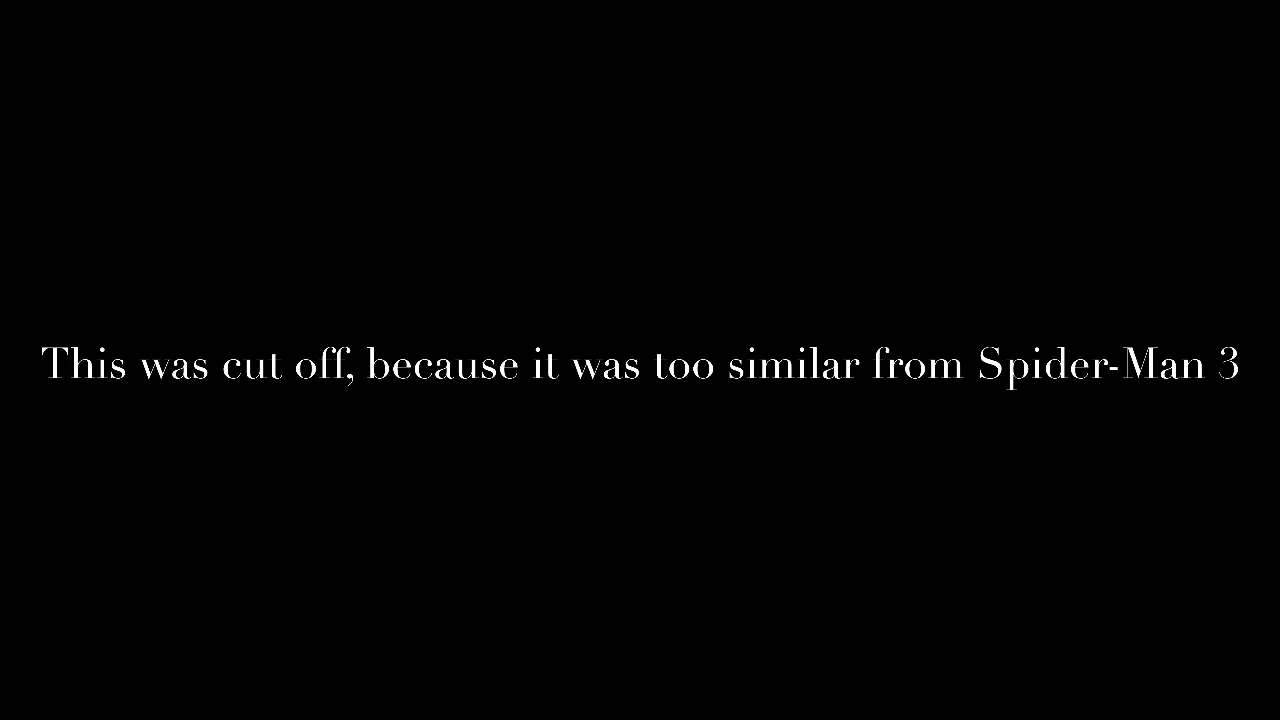 This was cut off, because it was too similar from Spider-Man 3